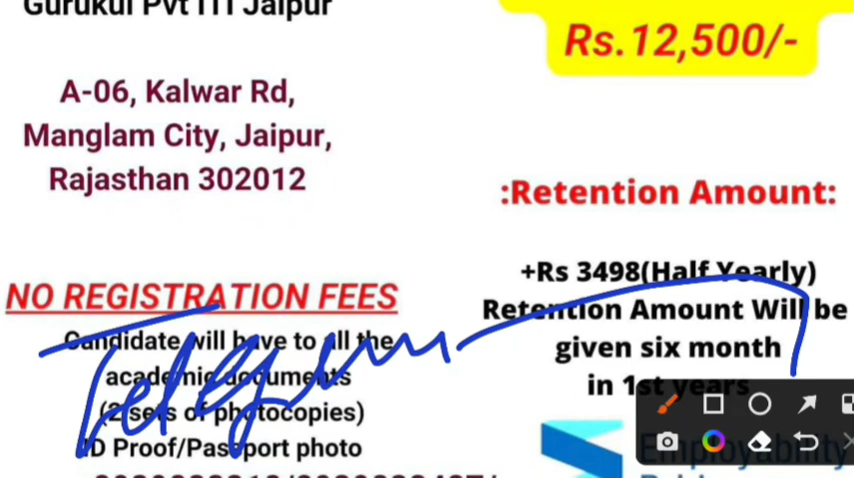 Gurukul Pvt ITI Jaipur
A-06, Kalwar Rd,
Manglam City, Jaipur,
Rajasthan 302012
NO REGISTRATION FEES
Candidate will have to all the
academic documents
(2 sets of photocopies)
ID Proof/Passport photo
Telegram
Rs.12,500/-
:Retention Amount:
+Rs 3498(Half Yearly)
Retention Amount Will be
given six month
in 1st years
Employability